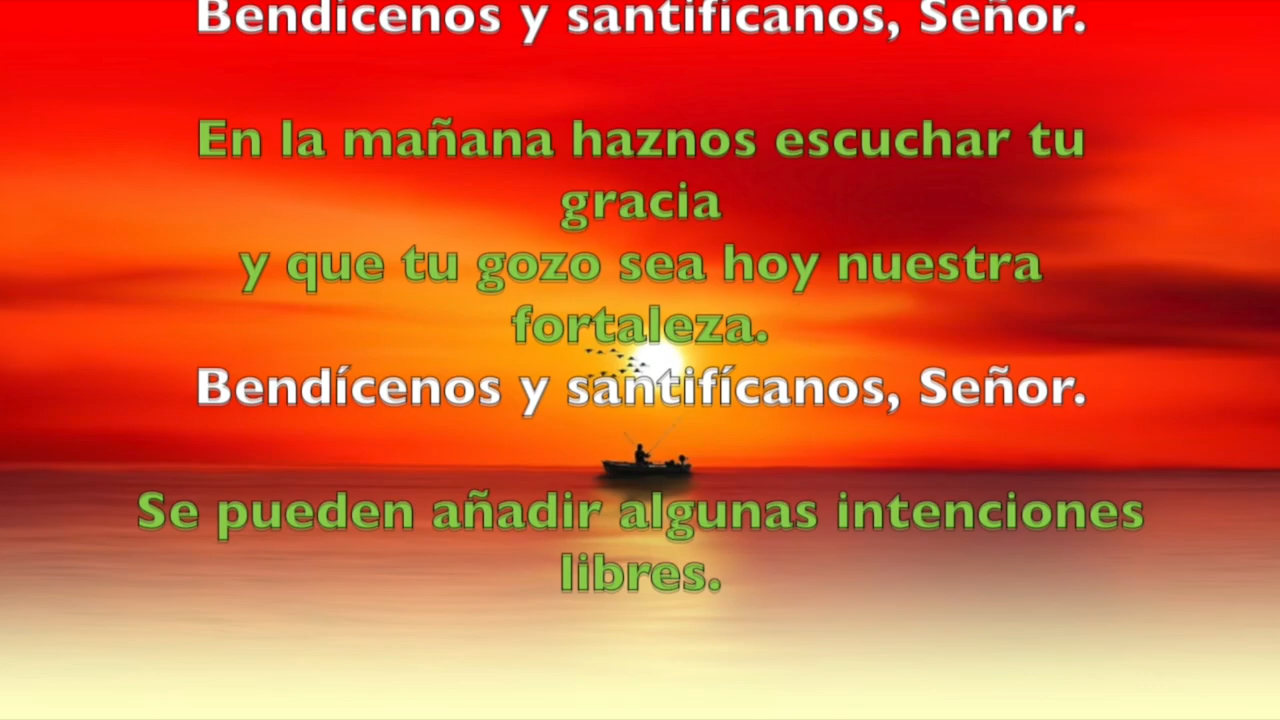 Bendícenos y santifícanos, Señor.
En la mañana haznos escuchar tu
gracia
y que tu gozo sea hoy nuestra
fortaleza.
Bendícenos y santifícanos, Señor.
Se pueden añadir algunas intenciones
libres.